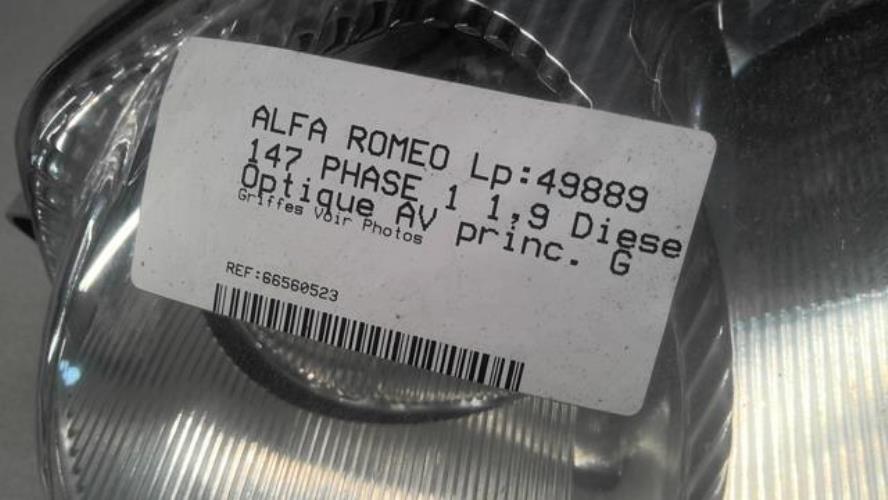 ALFA ROMEO Lp:49889
147 PHASE 1 1,9 Diese
Optique AV princ. G
Griffes Voir Photos
REF:66560523